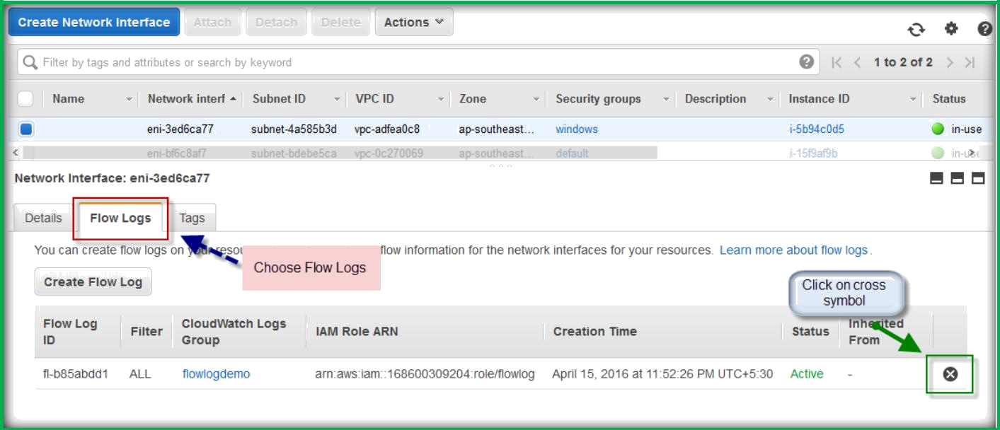 Create Network Interface Attach Detach Delete Actions
Filter by tags and attributes or search by keyword 1 to 2 of 2
Name Network interf Subnet ID VPC ID Zone Security groups Description Instance ID Status
eni-3ed6ca77 subnet-4a585b3d vpc-adfea0c8 ap-southeast... windows i-5b94c0d5 in-use
eni-bf6c8af7 subnet-bdebe5ca vpc-0c270069 ap-southeast... default i-15f9af9b
Network Interface: eni-3ed6ca77
Details Flow Logs Tags
You can create flow logs on flow information for the network interfaces for your resources. Learn more about flow logs.
Choose Flow Logs
Create Flow Log
Click on cross
symbol
Flow Log
ID
Filter
CloudWatch Logs
Group
IAM Role ARN
Creation Time
Status
Inherited
From
fl-b85abdd1 ALL flowlogdemo arn:aws:iam::168600309204:role/flowlog April 15, 2016 at 11:52:26 PM UTC+5:30 Active -